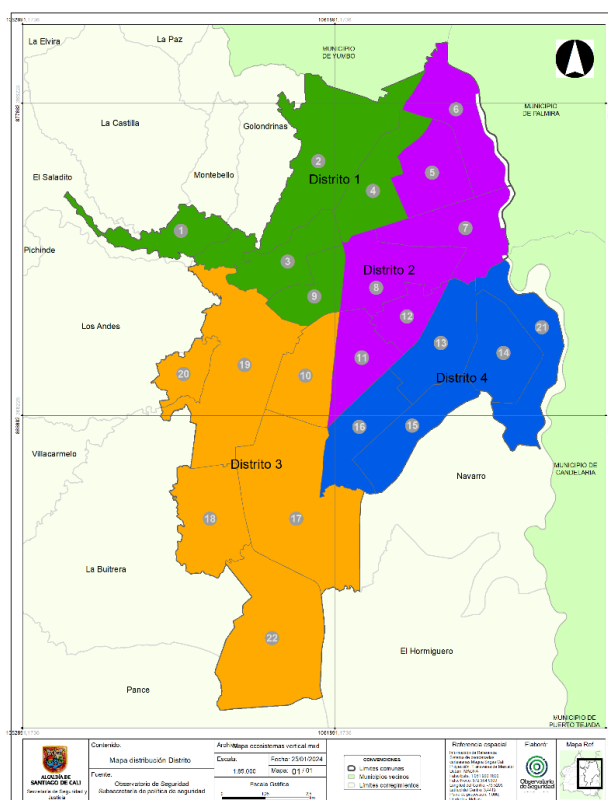 La Elvira
La Paz
MUNICIPIO
DE YUMBO
6
MUNICIPIO
DE PALMIRA
La Castilla
Golondrinas
2
Distrito 1
5
4
El Saladito
Montebello
1
7
Pichinde
3
Distrito 2
9
8
12
21
Los Andes
13
14
11
20
19
10
Distrito 4
16
15
Villacarmelo
Distrito 3
MUNICIPIO DE
CANDELARIA
Navarro
18
17
La Buitrera
22
El Hormiguero
Pance
MUNICIPIO DE
PUERTO TEJADA
ALCALDÍA DE
SANTIAGO DE CALI
Secretaría de Seguridad y
Justicia
Contenido:
Mapa distribución Distrito
Fuente:
Observatorio de Seguridad
Subsecretaria de política de seguridad
Mapa ecosistemas vertical.mxd
Escala:
Fecha: 25/01/2024
1:85.000
Mapa: 01 / 01
Escala Gráfica
CONVENCIONES
Limites comunas
Municipios vecinos
Limites corregimientos
Referencia espacial
Elaboro:
Observatorio
de Seguridad
Mapa Ref.